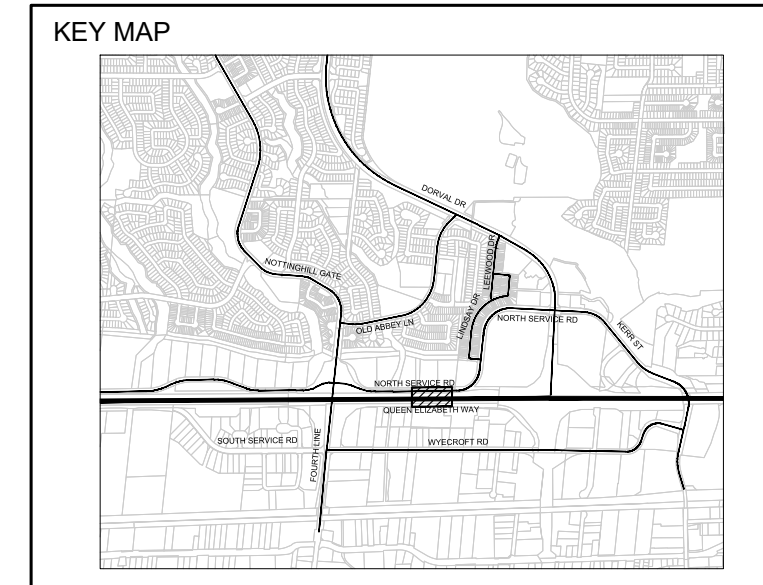 KEY MAP
DORVAL DR
NOTTINGHILL GATE
LEEWOOD DR
OLD ABBEY LN
LINDSAY DR
NORTH SERVICE RD
KERR ST
NORTH SERVICE RD
QUEEN ELIZABETH WAY
SOUTH SERVICE RD
WYECROFT RD
FOURTH LINE